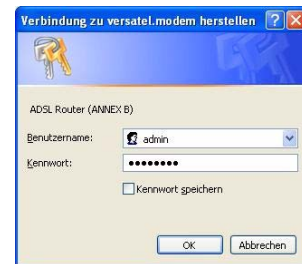 Verbindung zu versatel.modem herstellen
ADSL Router (ANNEX B)
Benutzername:
admin
Kennwort:
••••••••
Kennwort speichern
OK
Abbrechen